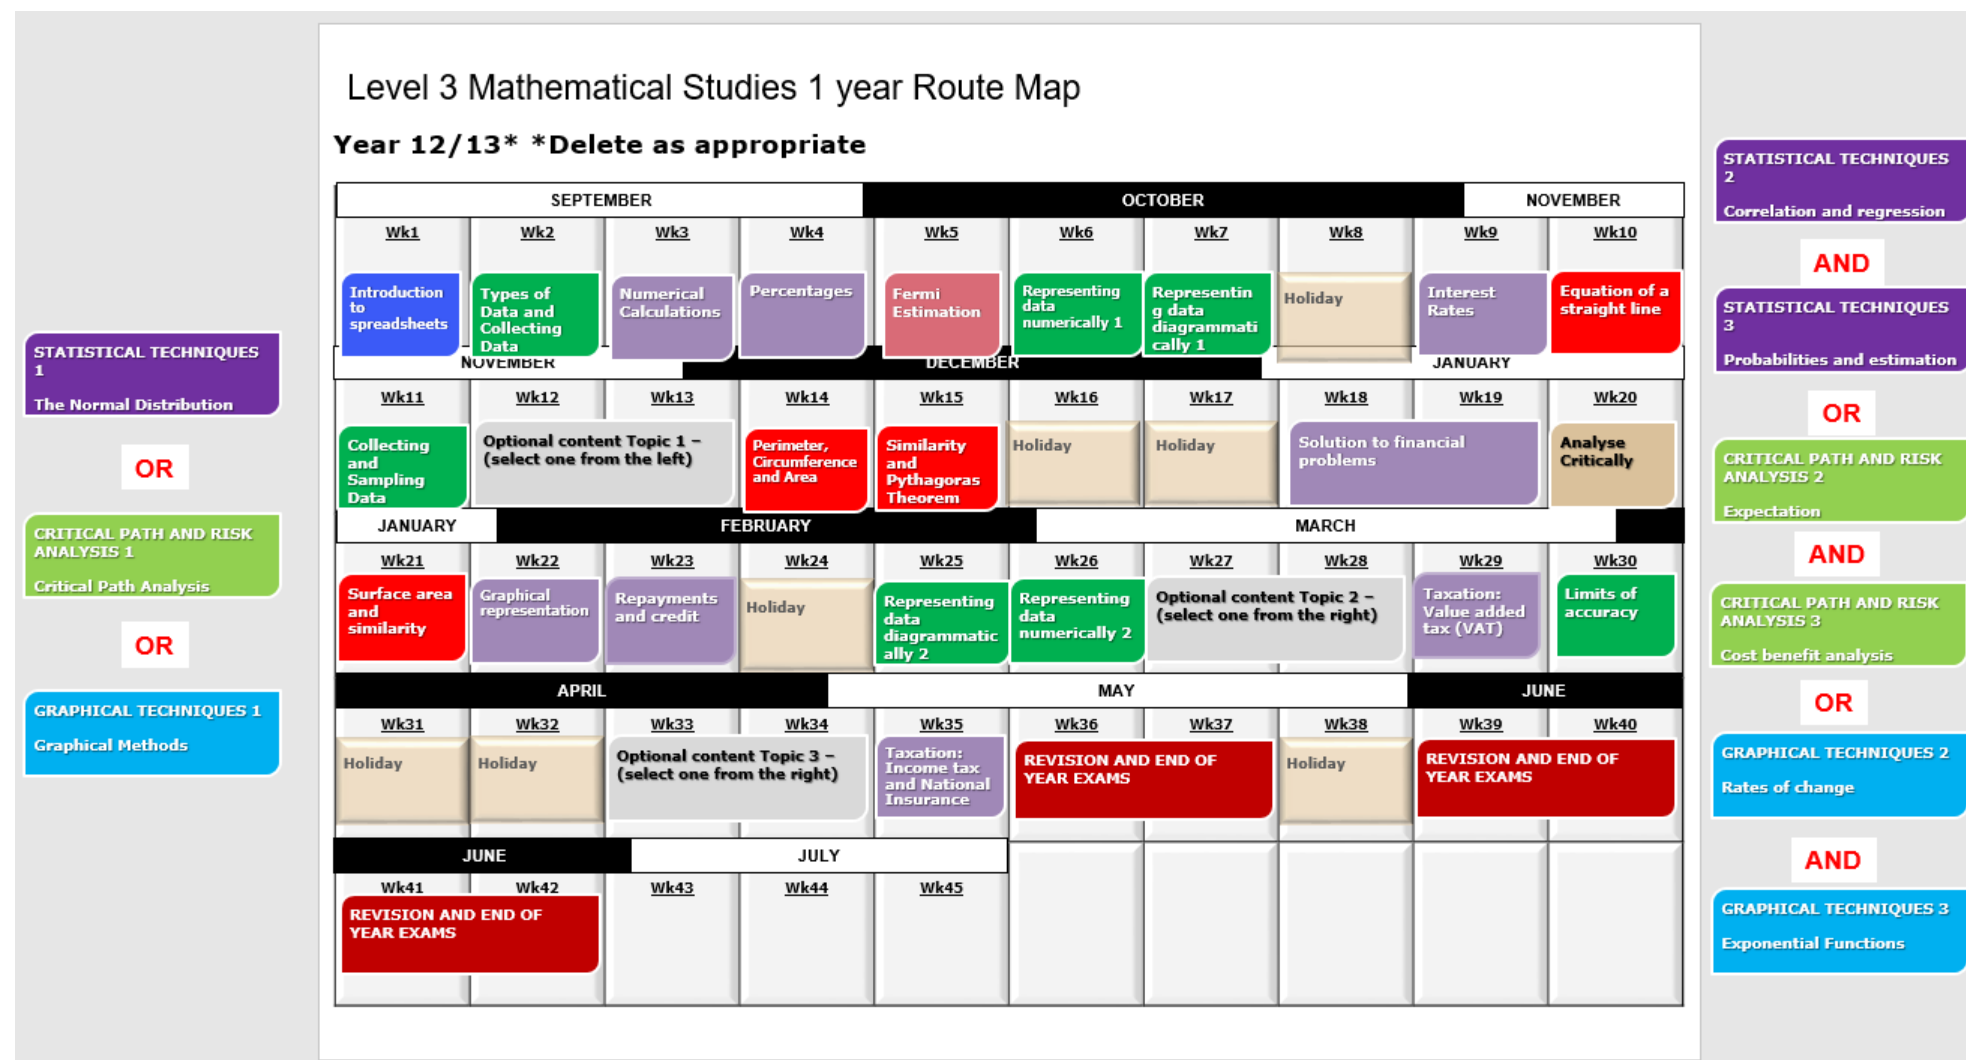 Level 3 Mathematical Studies 1 year Route Map
Year 12/13* *Delete as appropriate
SEPTEMBER
OCTOBER
NOVEMBER
Wk1
Wk2
Wk3
Wk4
Wk5
Wk6
Wk7
Wk8
Wk9
Wk10
Introduction
to
spreadsheets
Types of
Data and
Collecting
Data
Numerical
Calculations
Percentages
Fermi
Estimation
Representing
data
numerically 1
Representin
g data
diagrammati
cally 1
Holiday
Interest
Rates
Equation of a
straight line
NOVEMBER
DECEMBER
JANUARY
Wk11
Wk12
Wk13
Wk14
Wk15
Wk16
Wk17
Wk18
Wk19
Wk20
Collecting
and
Sampling
Data
Optional content Topic 1 –
(select one from the left)
Perimeter,
Circumference
and Area
Similarity
and
Pythagoras
Theorem
Holiday
Holiday
Solution to financial
problems
Analyse
Critically
JANUARY
FEBRUARY
MARCH
Wk21
Wk22
Wk23
Wk24
Wk25
Wk26
Wk27
Wk28
Wk29
Wk30
Surface area
and
similarity
Graphical
representation
Repayments
and credit
Holiday
Representing
data
diagrammatic
ally 2
Representing
data
numerically 2
Optional content Topic 2 –
(select one from the right)
Taxation:
Value added
tax (VAT)
Limits of
accuracy
APRIL
MAY
JUNE
Wk31
Wk32
Wk33
Wk34
Wk35
Wk36
Wk37
Wk38
Wk39
Wk40
Holiday
Holiday
Optional content Topic 3 –
(select one from the right)
Taxation:
Income tax
and National
Insurance
REVISION AND END OF
YEAR EXAMS
Holiday
REVISION AND END OF
YEAR EXAMS
JUNE
JULY
Wk41
Wk42
Wk43
Wk44
Wk45
REVISION AND END OF
YEAR EXAMS
STATISTICAL TECHNIQUES
1
The Normal Distribution
OR
CRITICAL PATH AND RISK
ANALYSIS 1
Critical Path Analysis
OR
GRAPHICAL TECHNIQUES 1
Graphical Methods
STATISTICAL TECHNIQUES
2
Correlation and regression
AND
STATISTICAL TECHNIQUES
3
Probabilities and estimation
OR
CRITICAL PATH AND RISK
ANALYSIS 2
Expectation
AND
CRITICAL PATH AND RISK
ANALYSIS 3
Cost benefit analysis
OR
GRAPHICAL TECHNIQUES 2
Rates of change
AND
GRAPHICAL TECHNIQUES 3
Exponential Functions